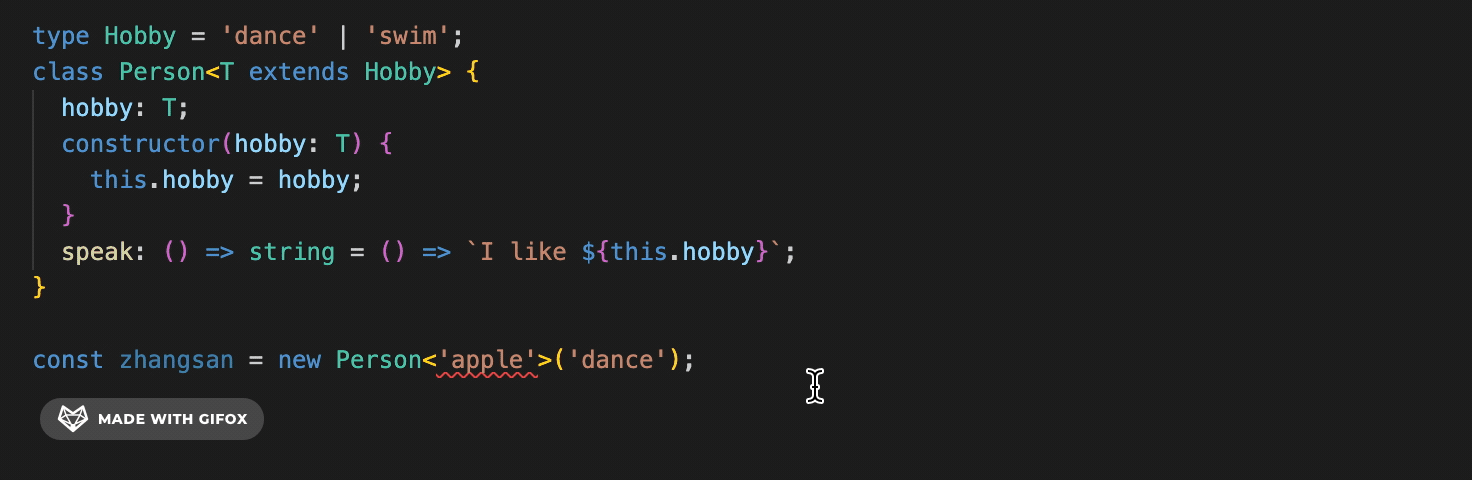 type Hobby = 'dance' | 'swim';
class Person<T extends Hobby> {
  hobby: T;
  constructor(hobby: T) {
    this.hobby = hobby;
  }
  speak: () => string = () => `I like ${this.hobby}`;
}
const zhangsan = new Person<'apple'>('dance');
MADE WITH GIFOX